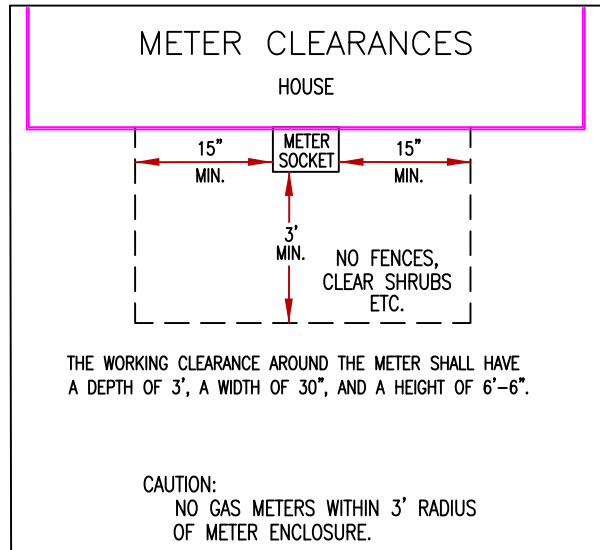 METER CLEARANCES
HOUSE
METER
SOCKET
15"
MIN.
15"
MIN.
3'
MIN.
NO FENCES,
CLEAR SHRUBS
ETC.
THE WORKING CLEARANCE AROUND THE METER SHALL HAVE
A DEPTH OF 3', A WIDTH OF 30", AND A HEIGHT OF 6'-6".
CAUTION:
NO GAS METERS WITHIN 3' RADIUS
OF METER ENCLOSURE.